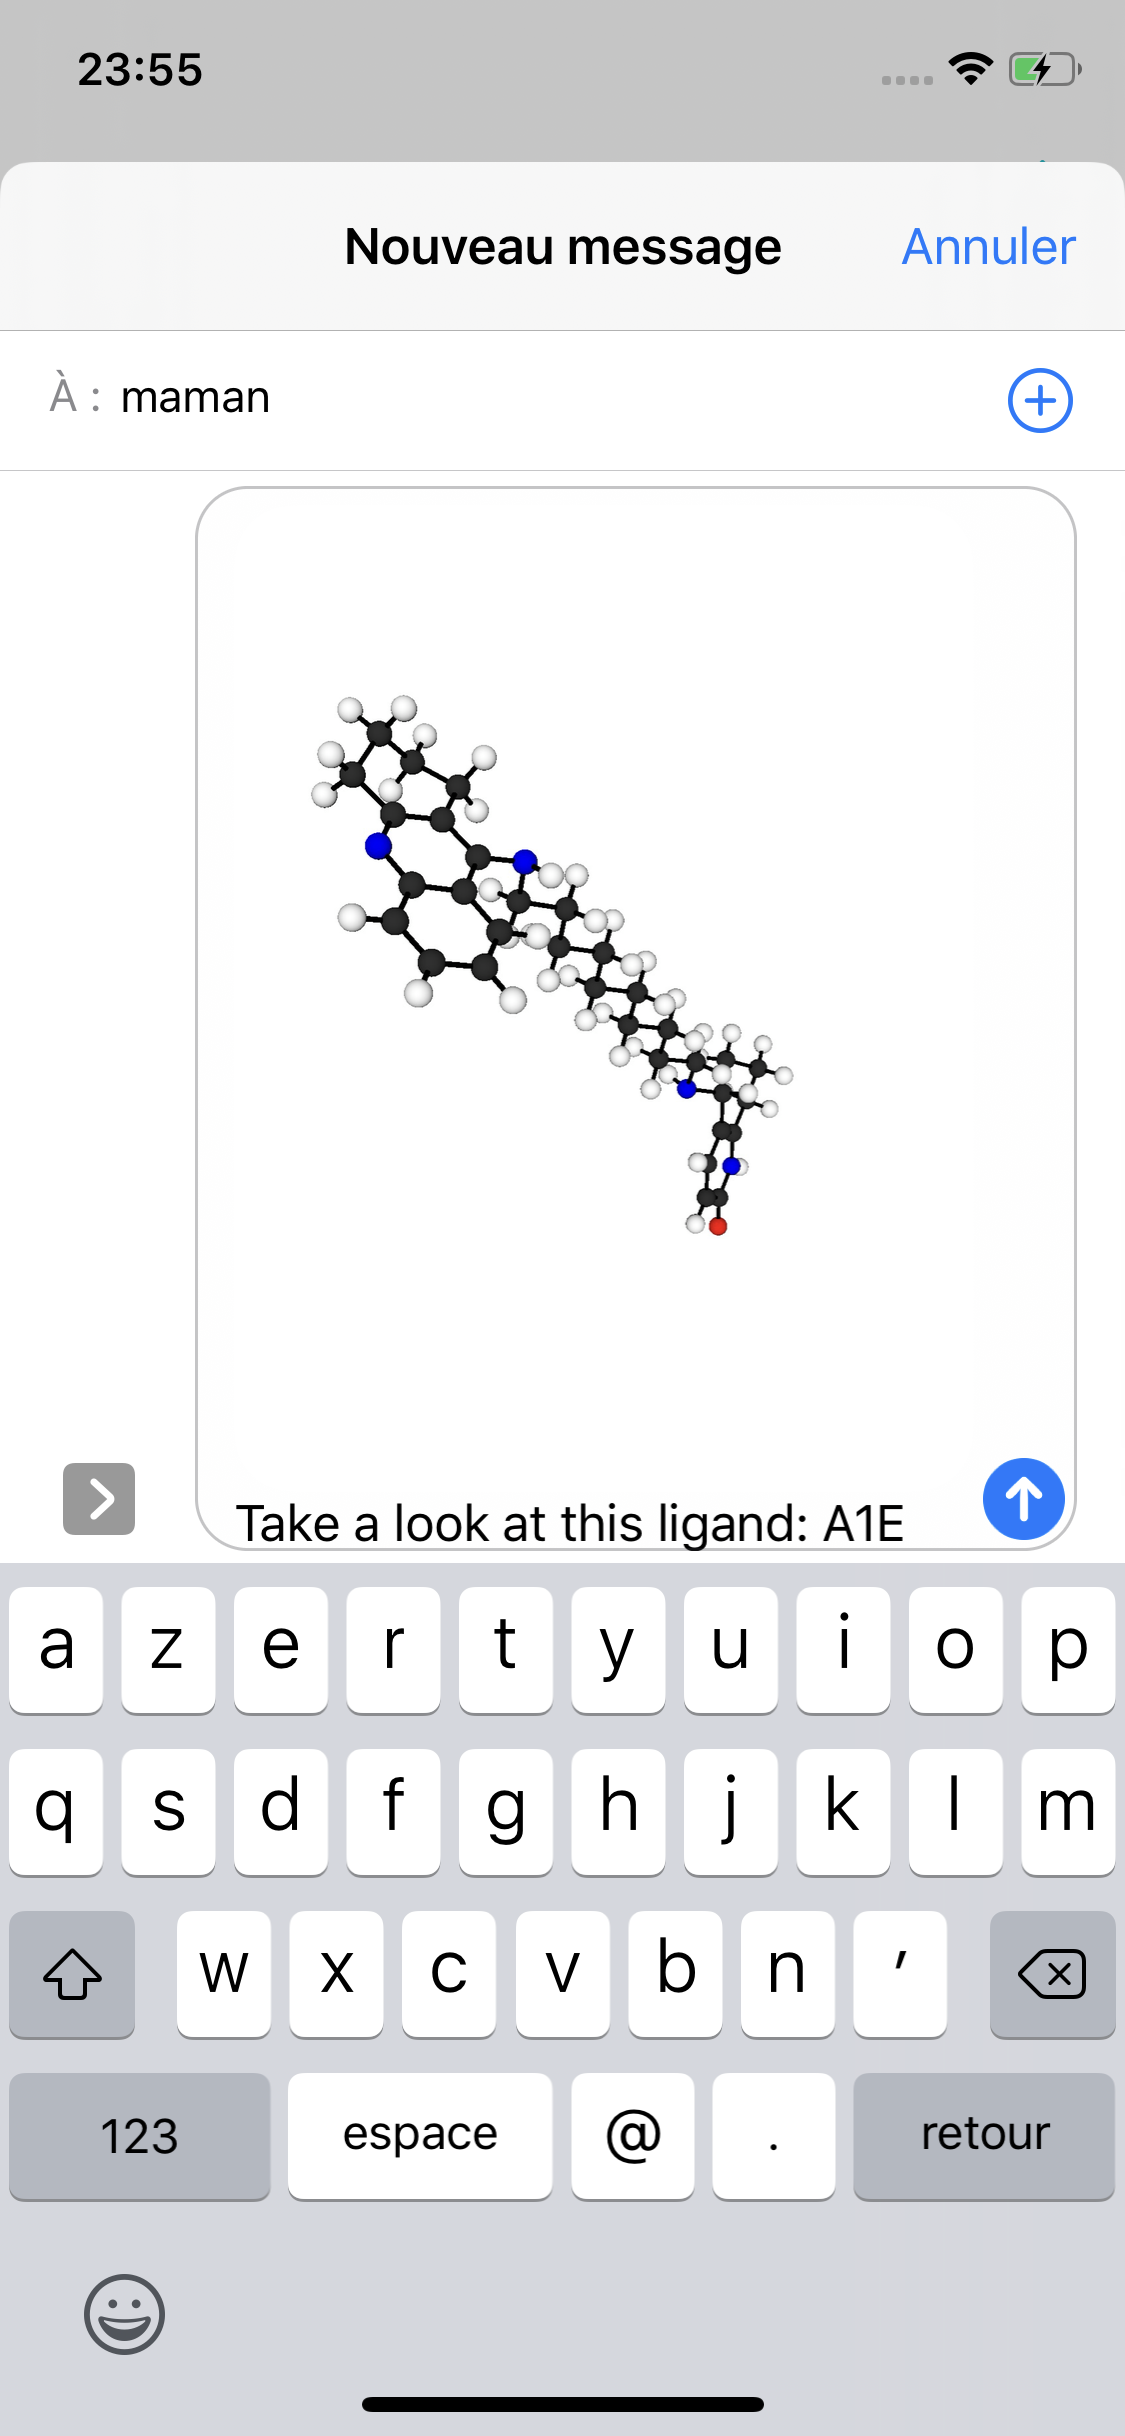 23:55
Nouveau message
Annuler
À : maman
Take a look at this ligand: A1E
a z e r t y u i o p
q s d f g h j k l m
w x c v b n ′
123 espace @ . retour